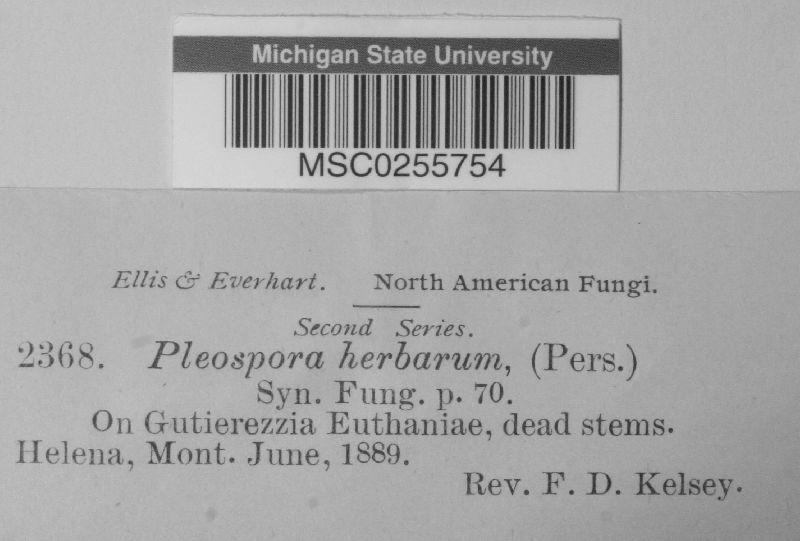 Michigan State University
MSC0255754
Ellis & Everhart. North American Fungi.
Second Series.
2368. Pleospora herbarum, (Pers.)
Syn. Fung. p. 70.
On Gutierezzia Euthaniae, dead stems.
Helena, Mont. June, 1889.
Rev. F. D. Kelsey.